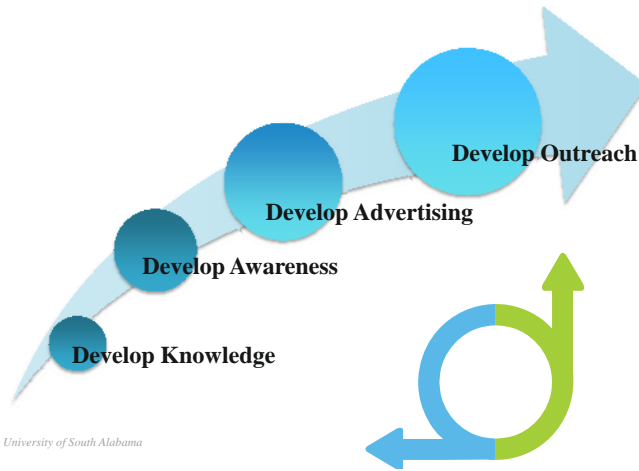 Develop Outreach
Develop Advertising
Develop Awareness
Develop Knowledge
University of South Alabama